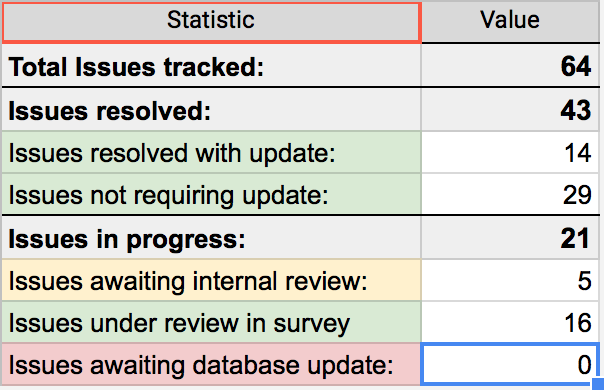 Statistic Value
Total Issues tracked: 64
Issues resolved: 43
Issues resolved with update: 14
Issues not requiring update: 29
Issues in progress: 21
Issues awaiting internal review: 5
Issues under review in survey 16
Issues awaiting database update: 0